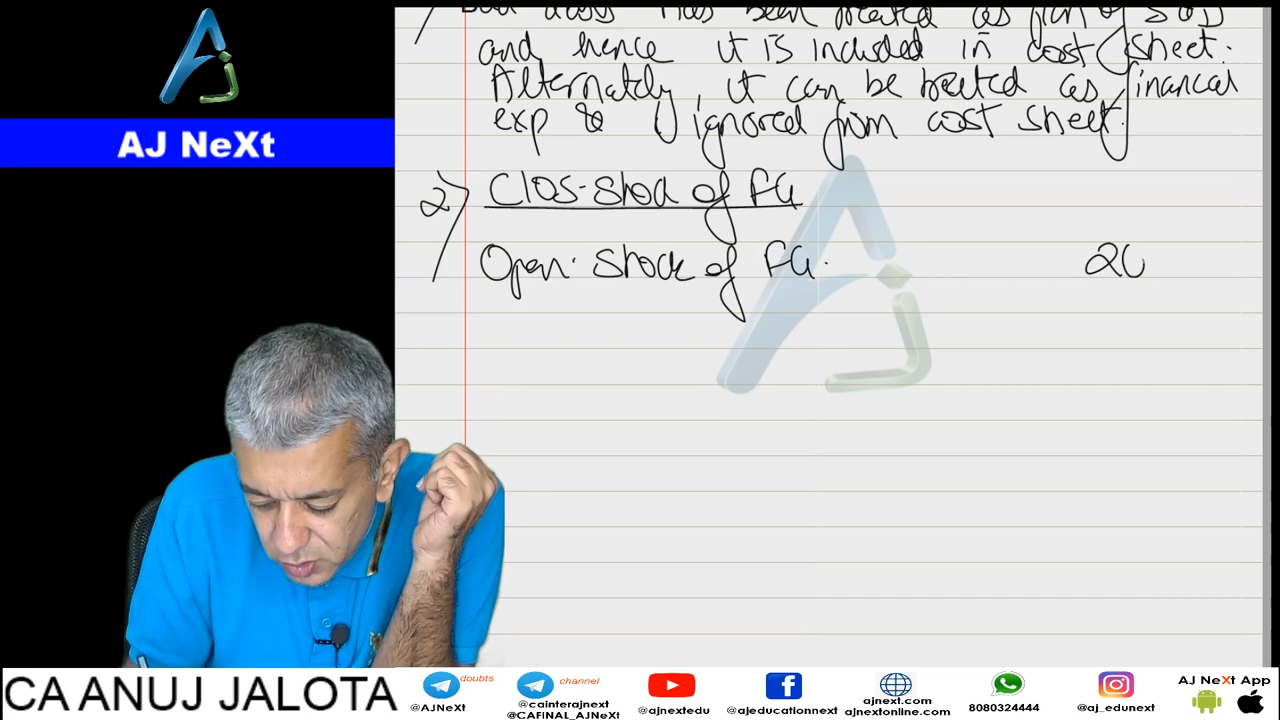 has been treated as part of S & D
and hence it is included in cost sheet.
Alternately, it can be treated as financial
exp & ignored from cost sheet.
2) Clos. Stock of FG
Open. Stock of FG. 20
AJ NeXt
CA ANUJ JALOTA
doubts
@AJNeXt
channel
@cainterajnext
@CAFINAL_AJNeXt
@ajnextedu
@ajeducationnext
ajnext.com
ajnextonline.com
8080324444
@aj_edunext
AJ NeXt App